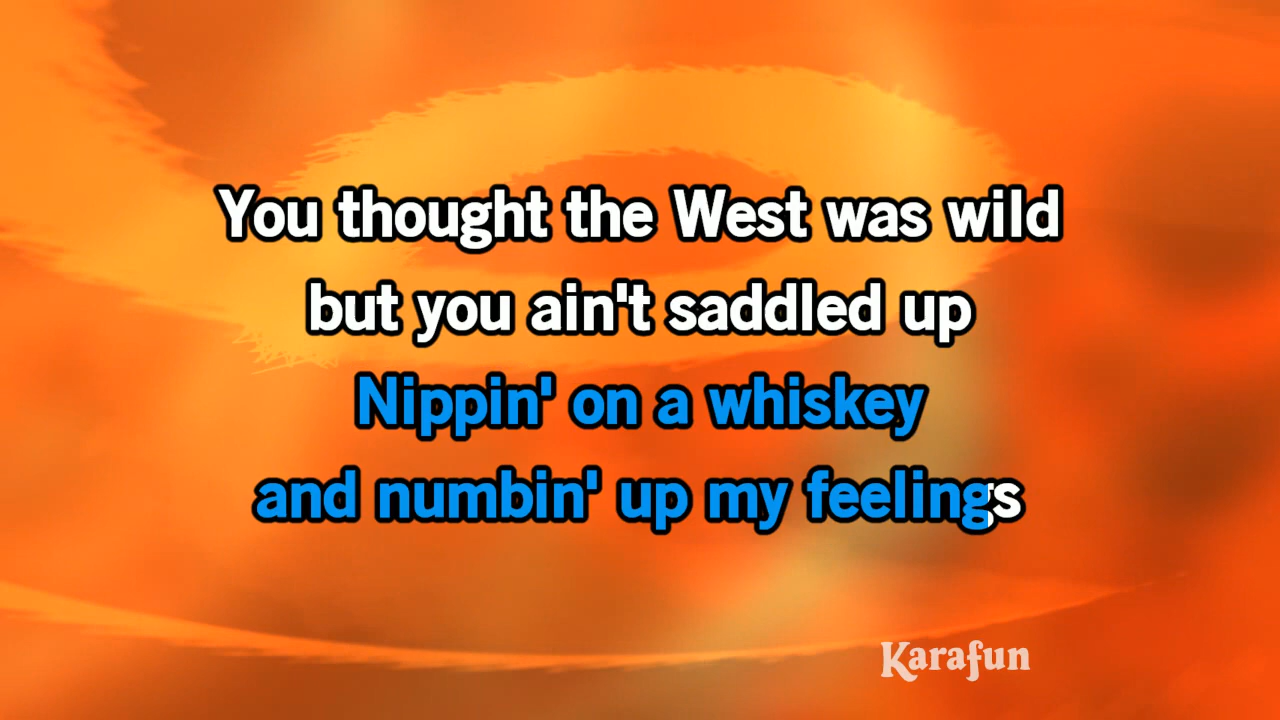 You thought the West was wild
but you ain't saddled up
Nippin' on a whiskey
and numbin' up my feelings
Karafun